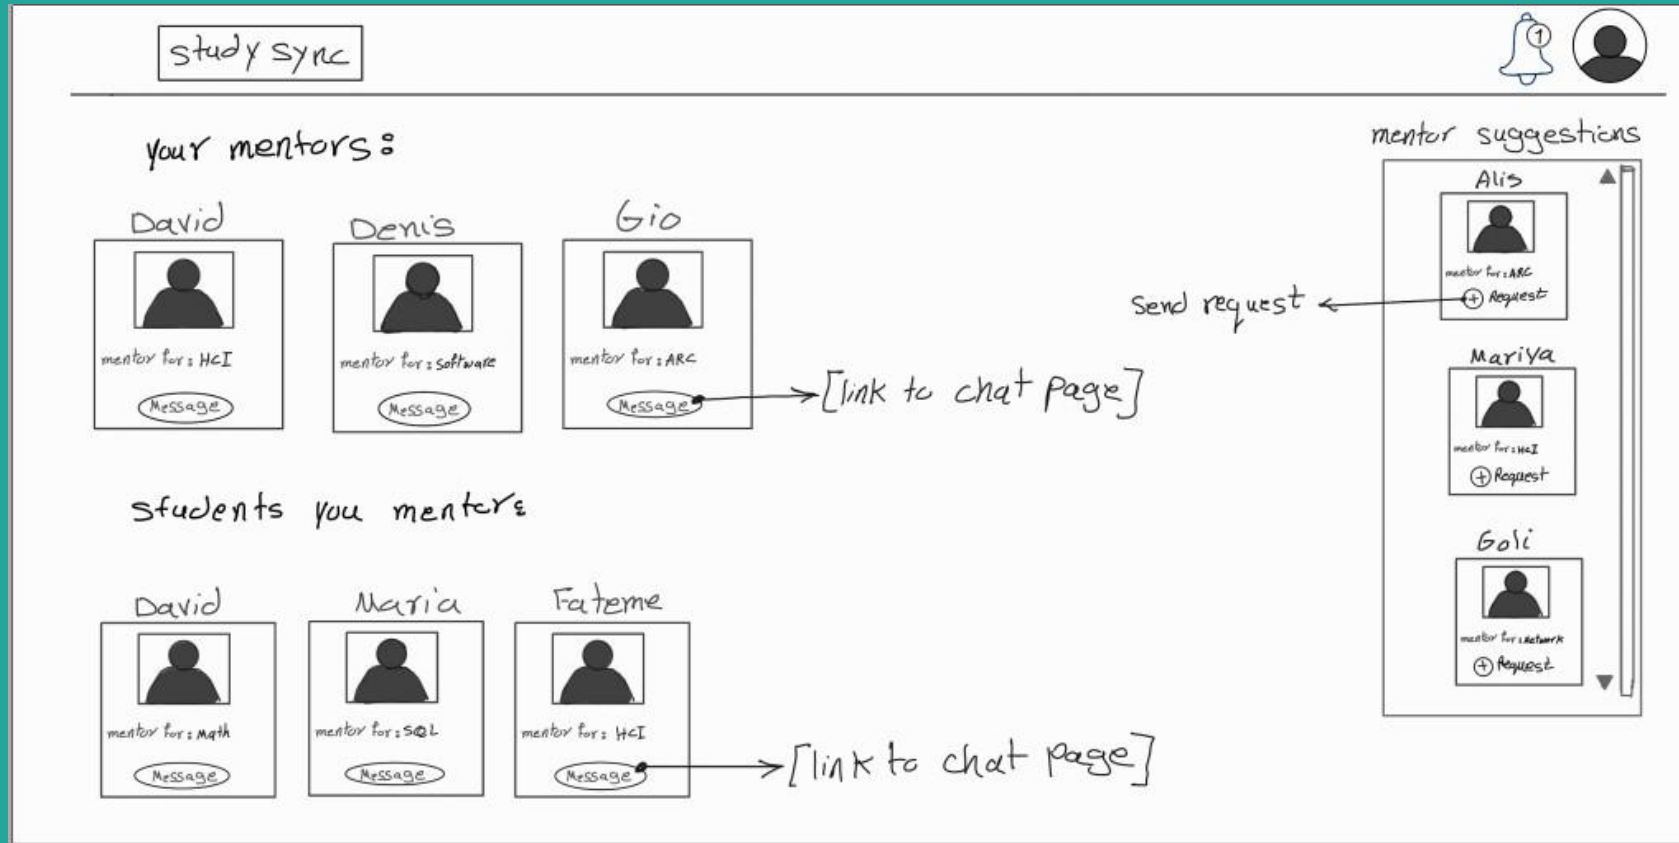 study sync
1
your mentors:
David
mentor for: HCI
Message
Denis
mentor for: Software
Message
Gio
mentor for: ARC
Message
[link to chat page]
students you mentor:
David
mentor for: Math
Message
Maria
mentor for: SQL
Message
Fateme
mentor for: HCI
Message
[link to chat page]
mentor suggestions
Alis
mentor for: ARC
+ Request
send request
Mariya
mentor for: HCI
+ Request
Goli
mentor for: Network
+ Request